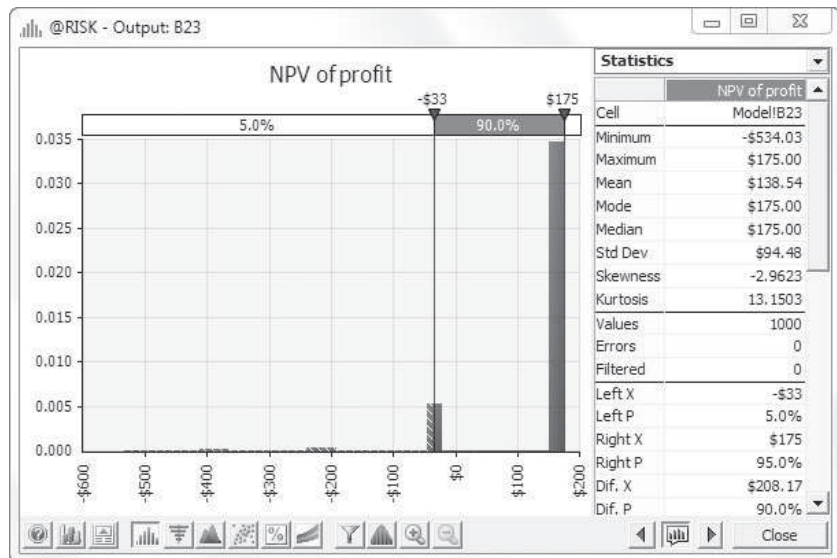 @RISK - Output: B23
NPV of profit
-$33 $175
5.0% 90.0%
0.035
0.030
0.025
0.020
0.015
0.010
0.005
0.000
-$600 -$500 -$400 -$300 -$200 -$100 $0 $100 $200
Statistics
NPV of profit
Cell Model!B23
Minimum -$534.03
Maximum $175.00
Mean $138.54
Mode $175.00
Median $175.00
Std Dev $94.48
Skewness -2.9623
Kurtosis 13.1503
Values 1000
Errors 0
Filtered 0
Left X -$33
Left P 5.0%
Right X $175
Right P 95.0%
Dif. X $208.17
Dif. P 90.0%
Close